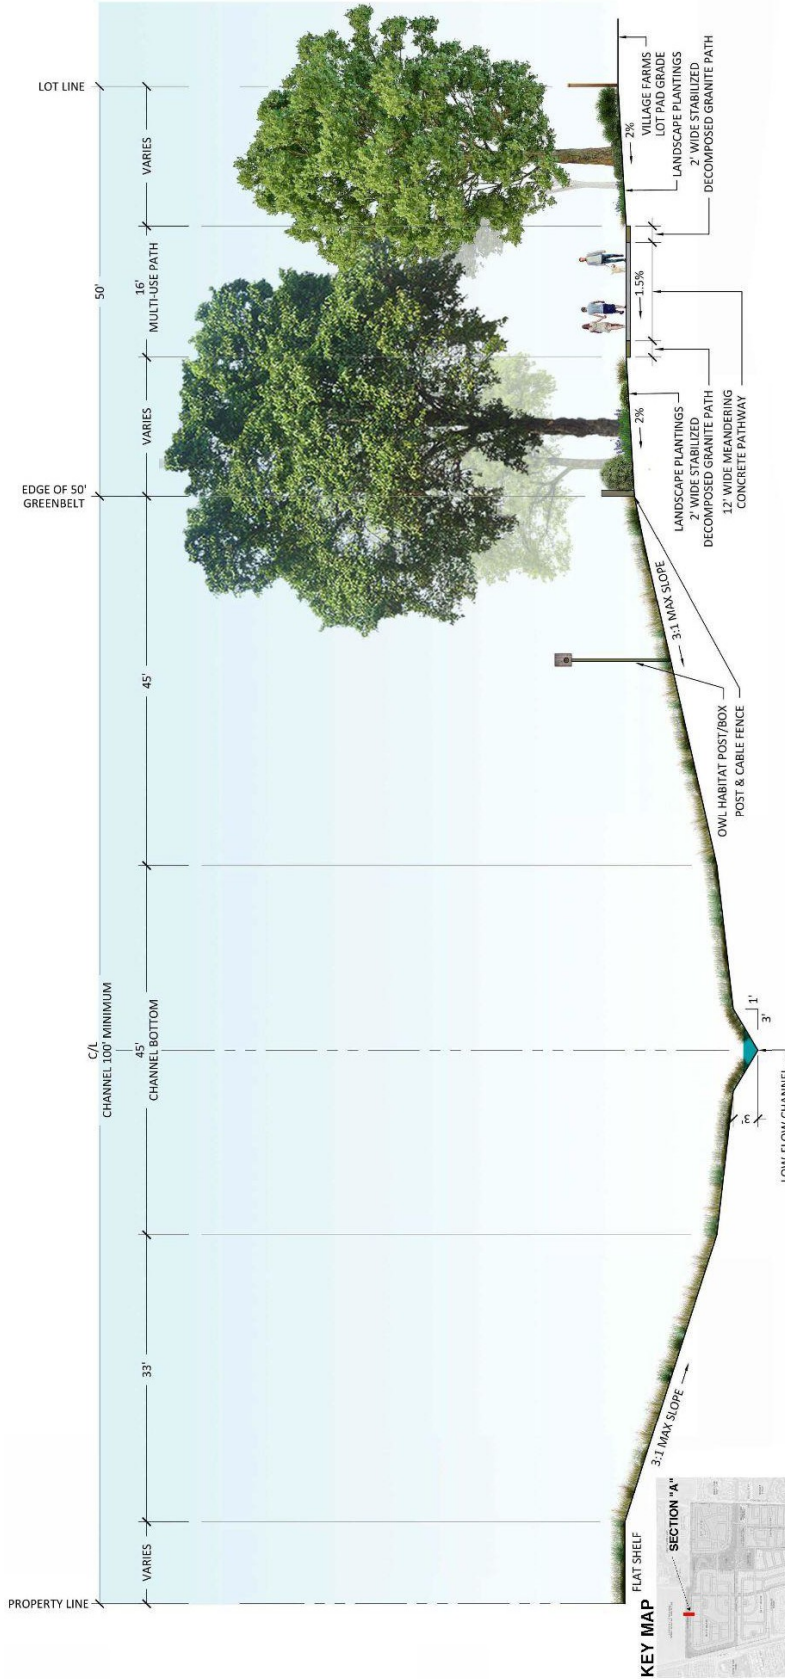 PROPERTY LINE
EDGE OF 50'
GREENBELT
LOT LINE
C/L
CHANNEL 100' MINIMUM
50'
VARIES
33'
45'
CHANNEL BOTTOM
45'
VARIES
16'
MULTI-USE PATH
VARIES
FLAT SHELF
3:1 MAX SLOPE
3'
1'
3'
LOW FLOW CHANNEL
3:1 MAX SLOPE
OWL HABITAT POST/BOX
POST & CABLE FENCE
2%
LANDSCAPE PLANTINGS
2' WIDE STABILIZED
DECOMPOSED GRANITE PATH
12' WIDE MEANDERING
CONCRETE PATHWAY
1.5%
2%
VILLAGE FARMS
LOT PAD GRADE
LANDSCAPE PLANTINGS
2' WIDE STABILIZED
DECOMPOSED GRANITE PATH
KEY MAP
SECTION "A"